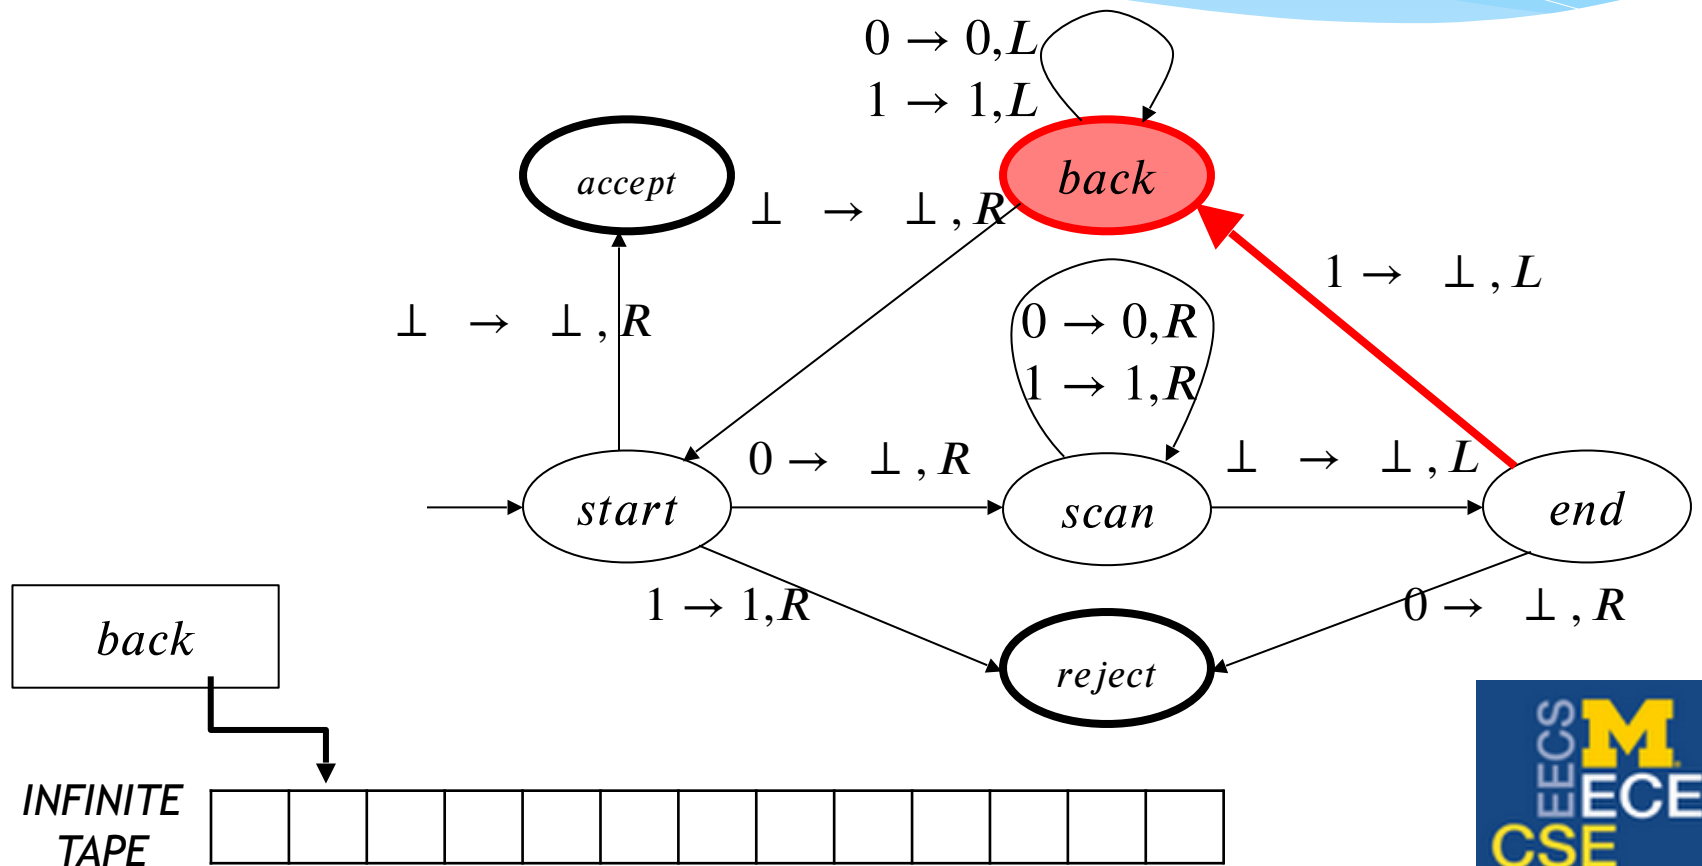 0 → 0,L
1 → 1,L
accept
back
⊥ → ⊥ , R
1 → ⊥ , L
⊥ → ⊥ , R
0 → 0,R
1 → 1,R
0 → ⊥ , R
⊥ → ⊥ , L
start
scan
end
1 → 1,R
0 → ⊥ , R
back
reject
INFINITE
TAPE
EECS
M
ECE
CSE